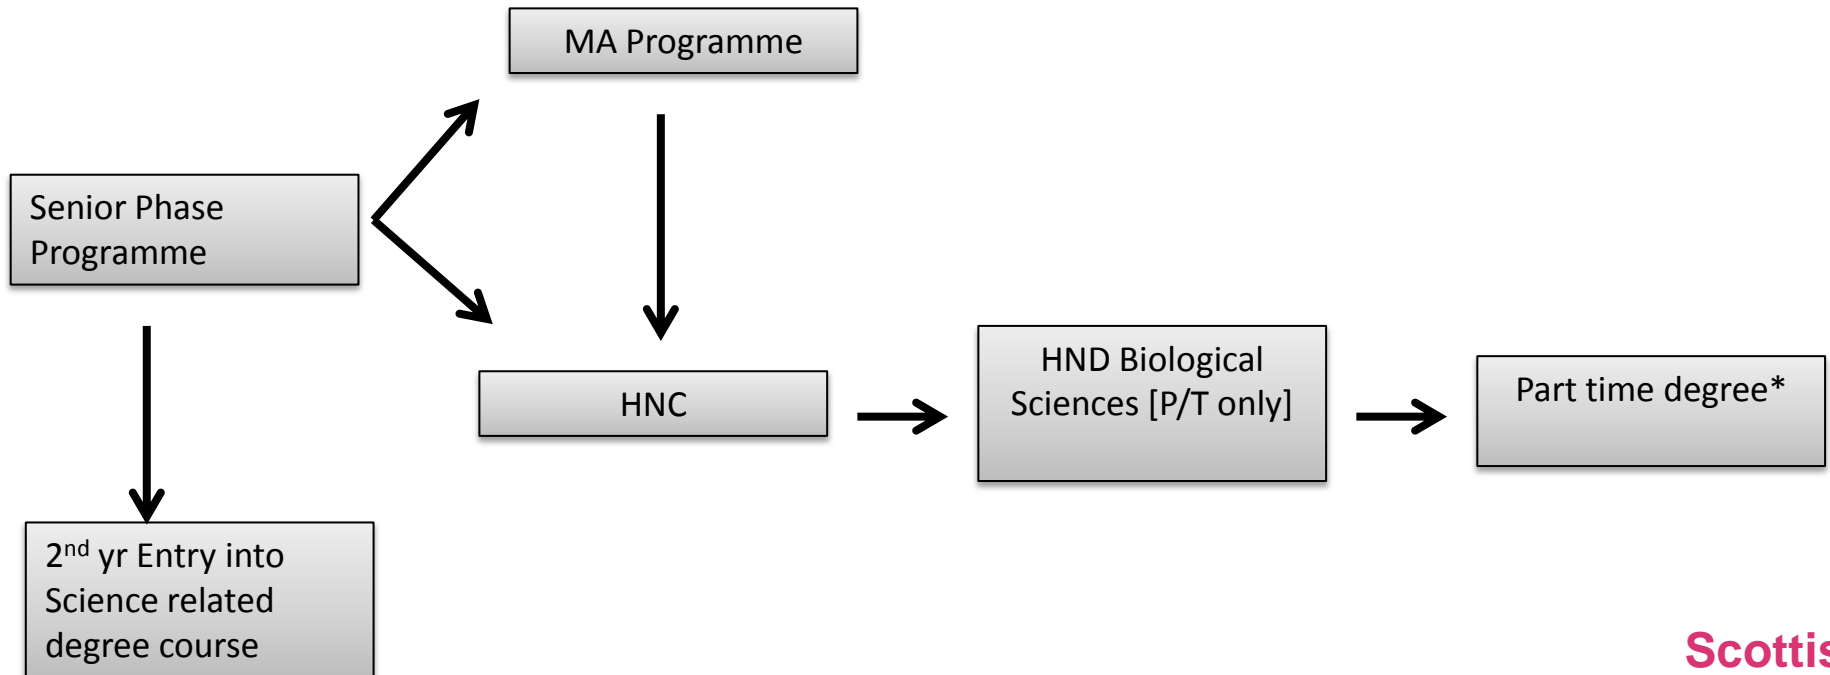 MA Programme
Senior Phase
Programme
HNC
HND Biological
Sciences [P/T only]
Part time degree*
2nd yr Entry into
Science related
degree course
Scottis